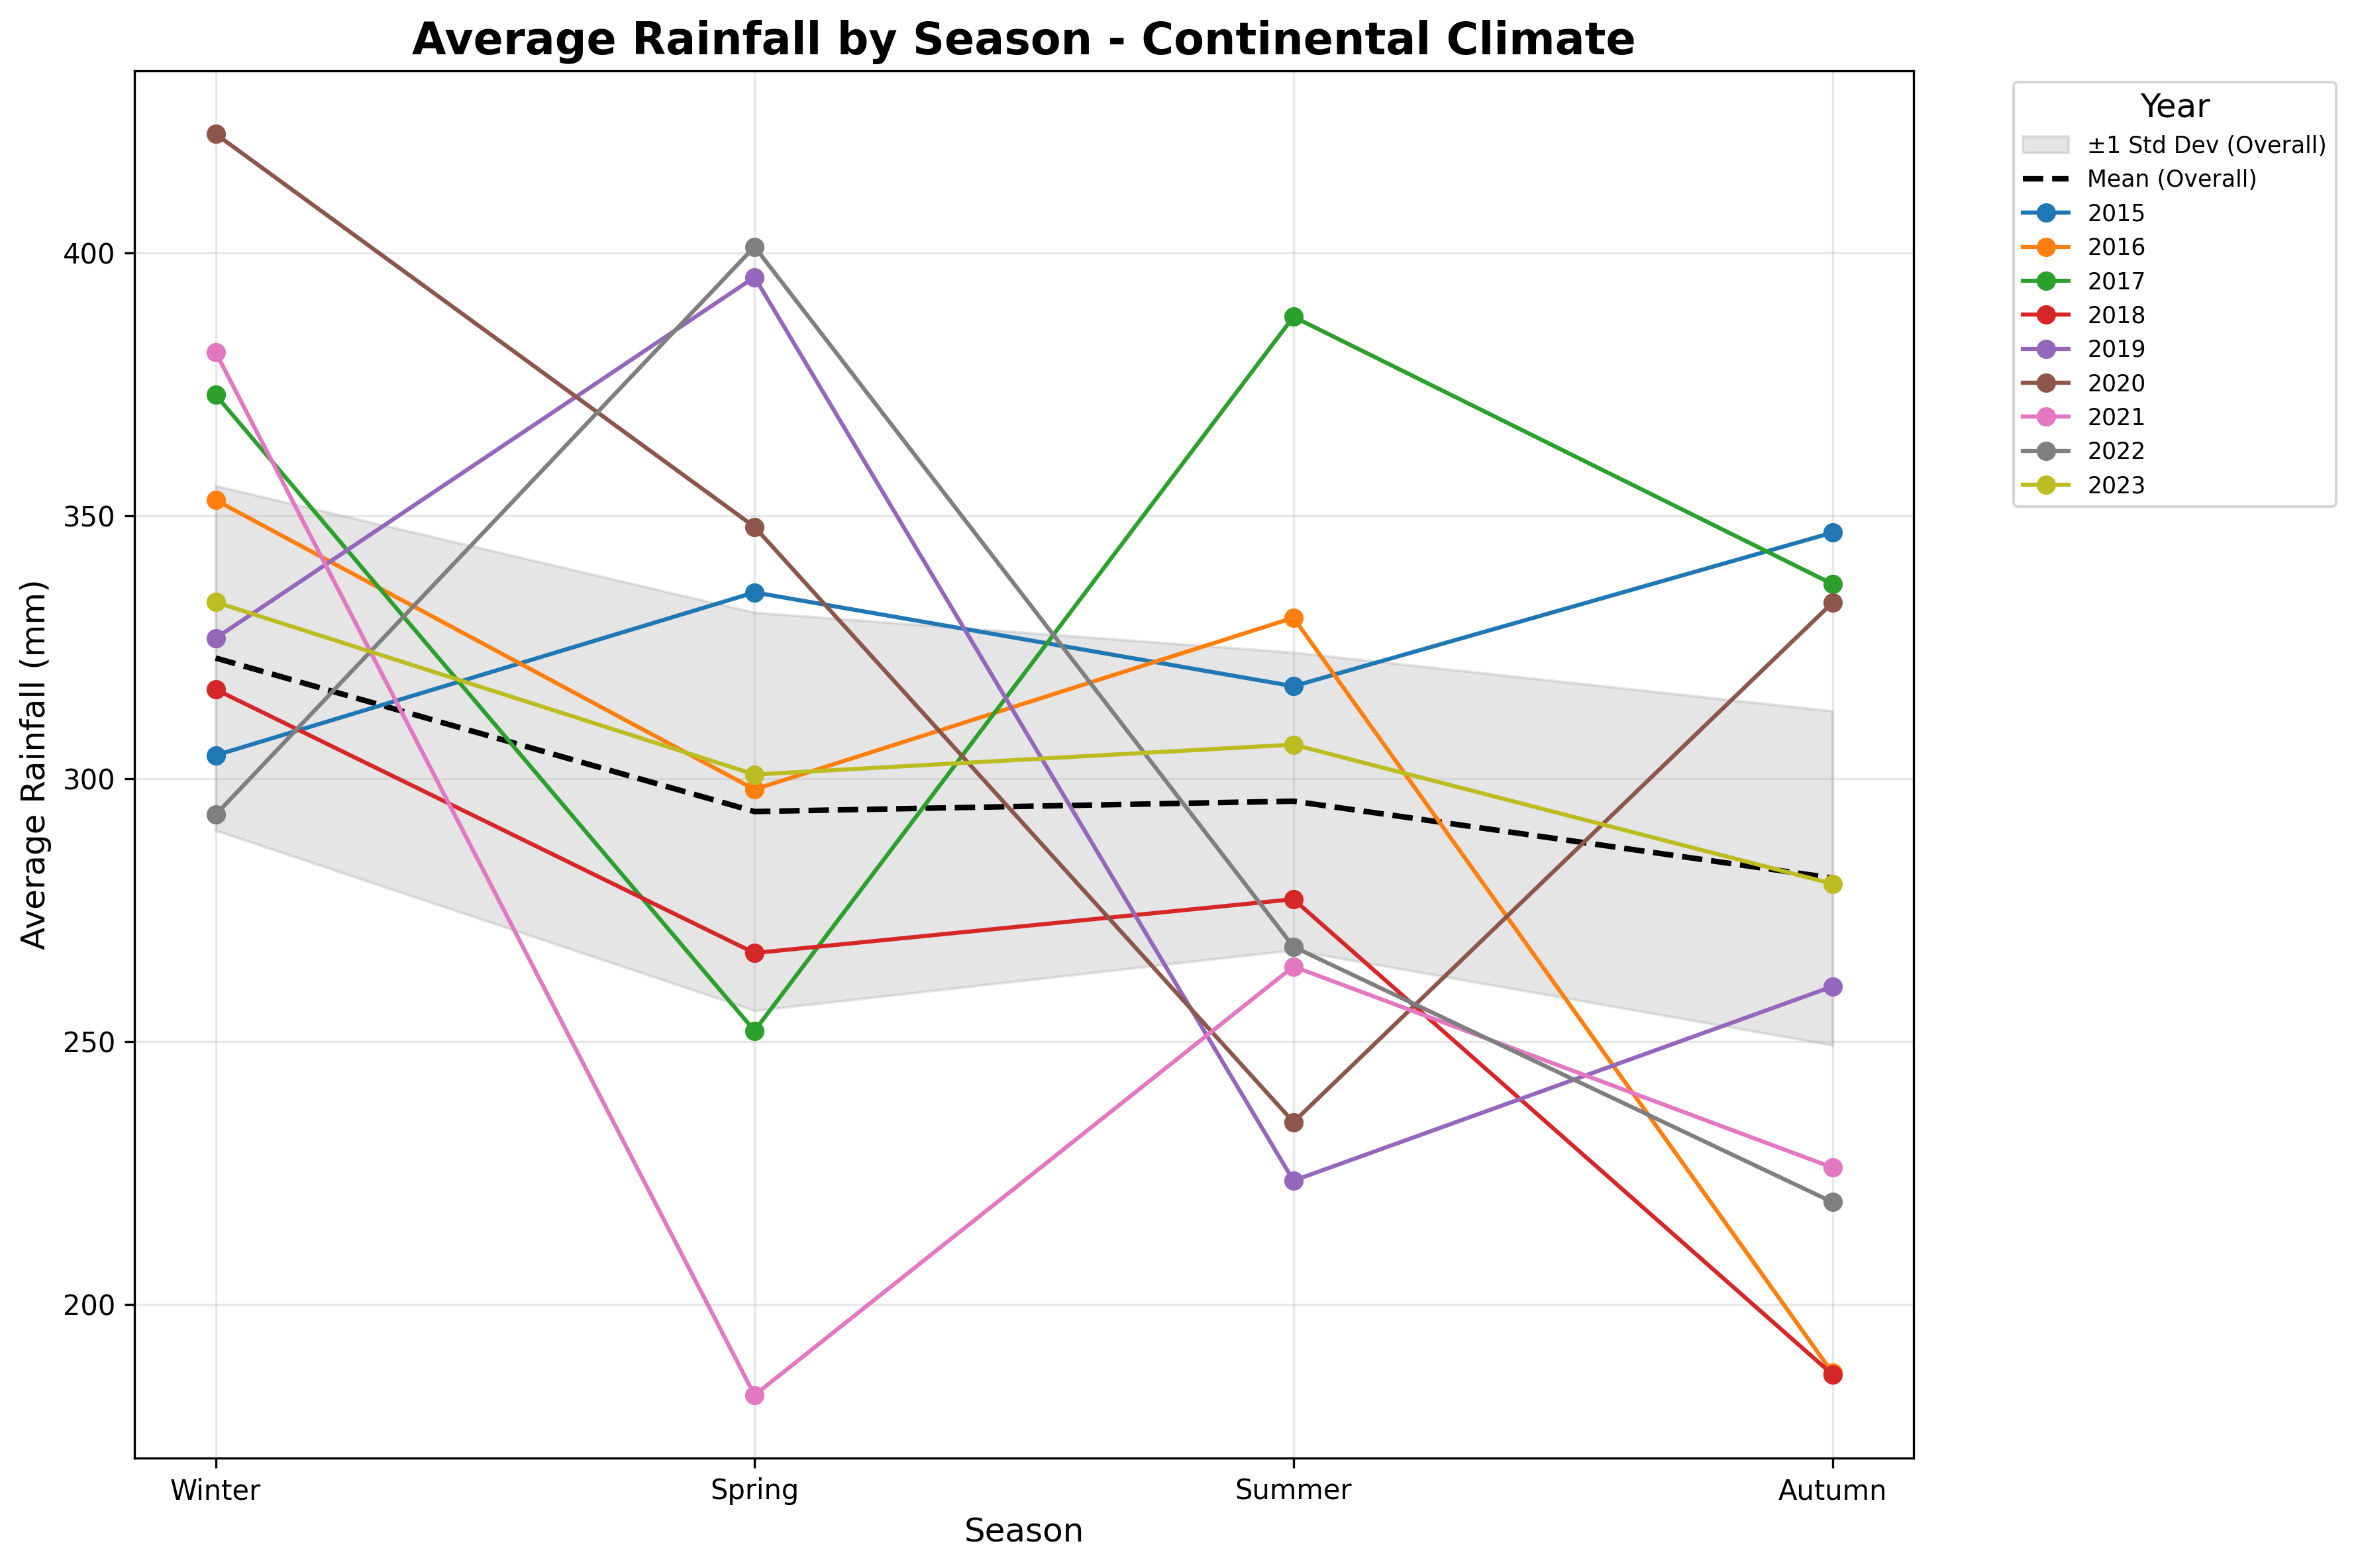 Average Rainfall by Season - Continental Climate
Average Rainfall (mm)
400
350
300
250
200
Winter
Spring
Summer
Autumn
Season
Year
±1 Std Dev (Overall)
Mean (Overall)
2015
2016
2017
2018
2019
2020
2021
2022
2023